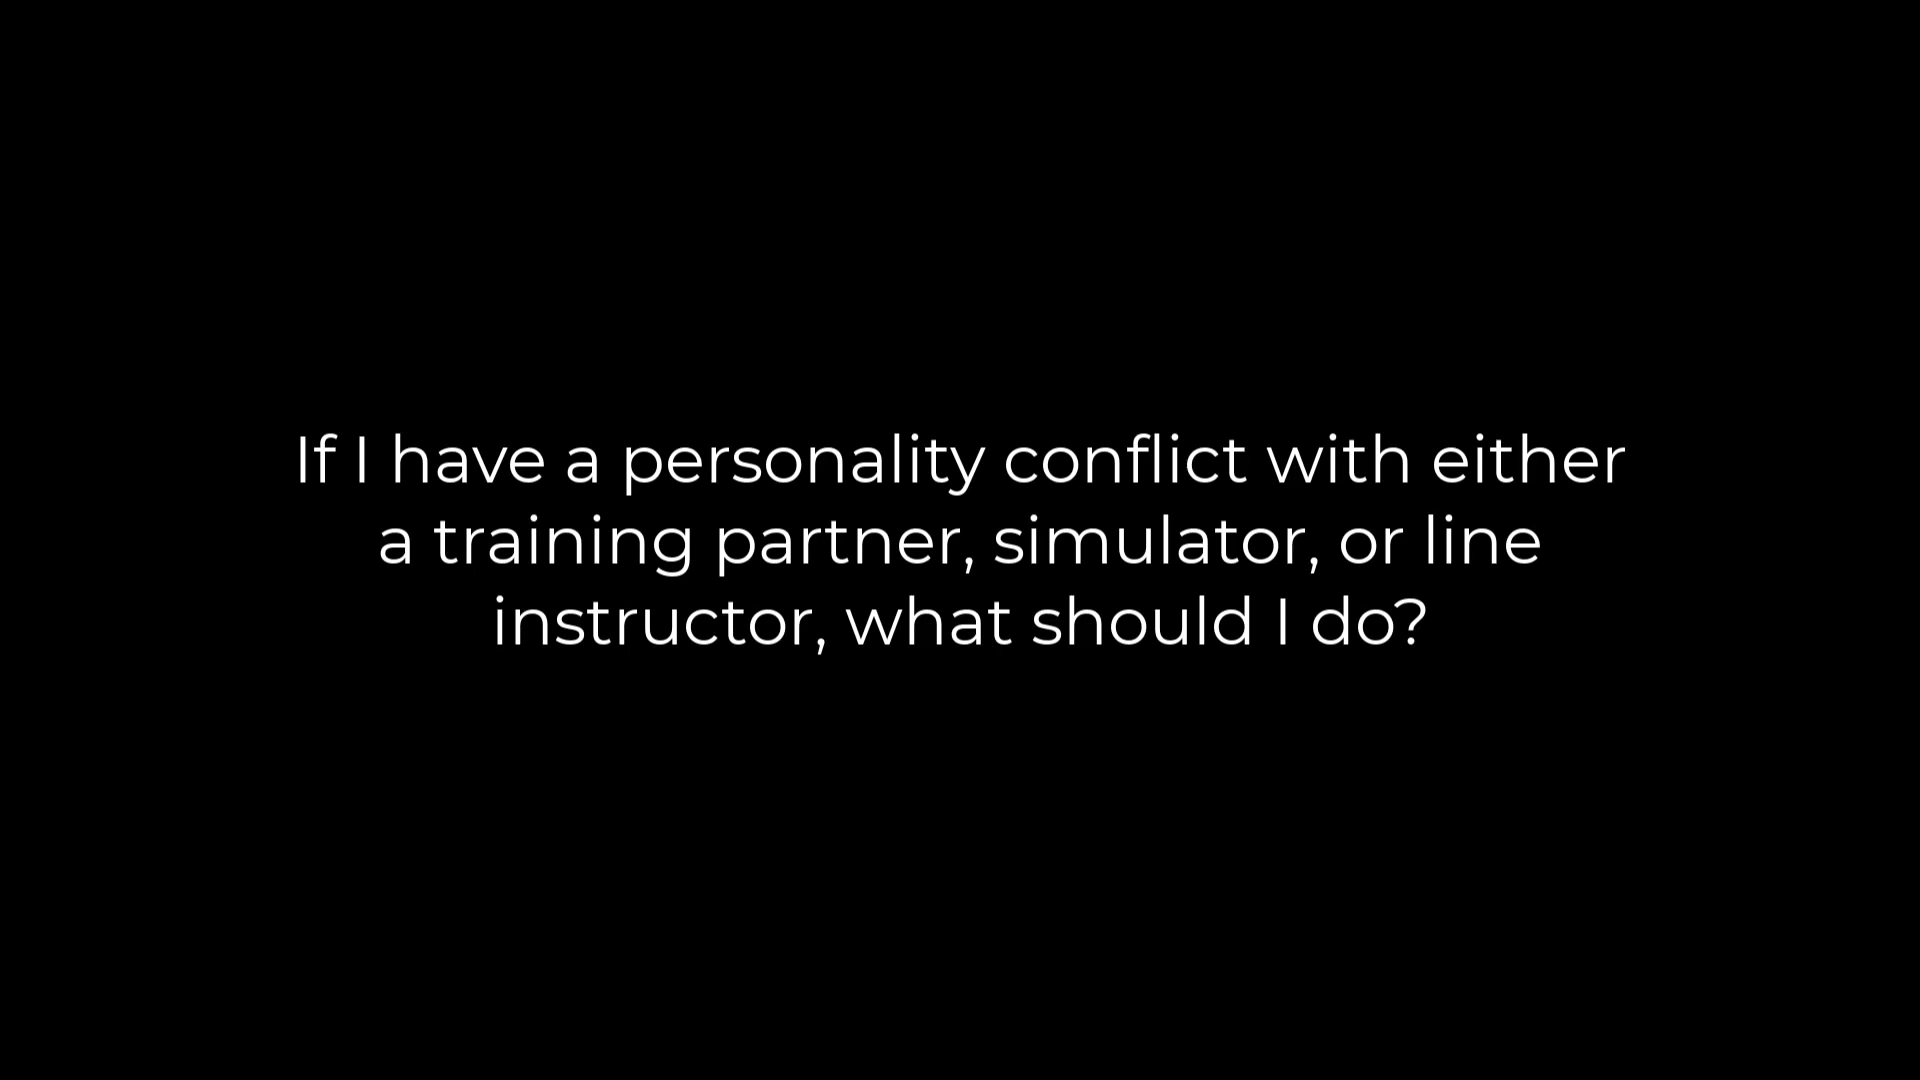 If I have a personality conflict with either
a training partner, simulator, or line
instructor, what should I do?